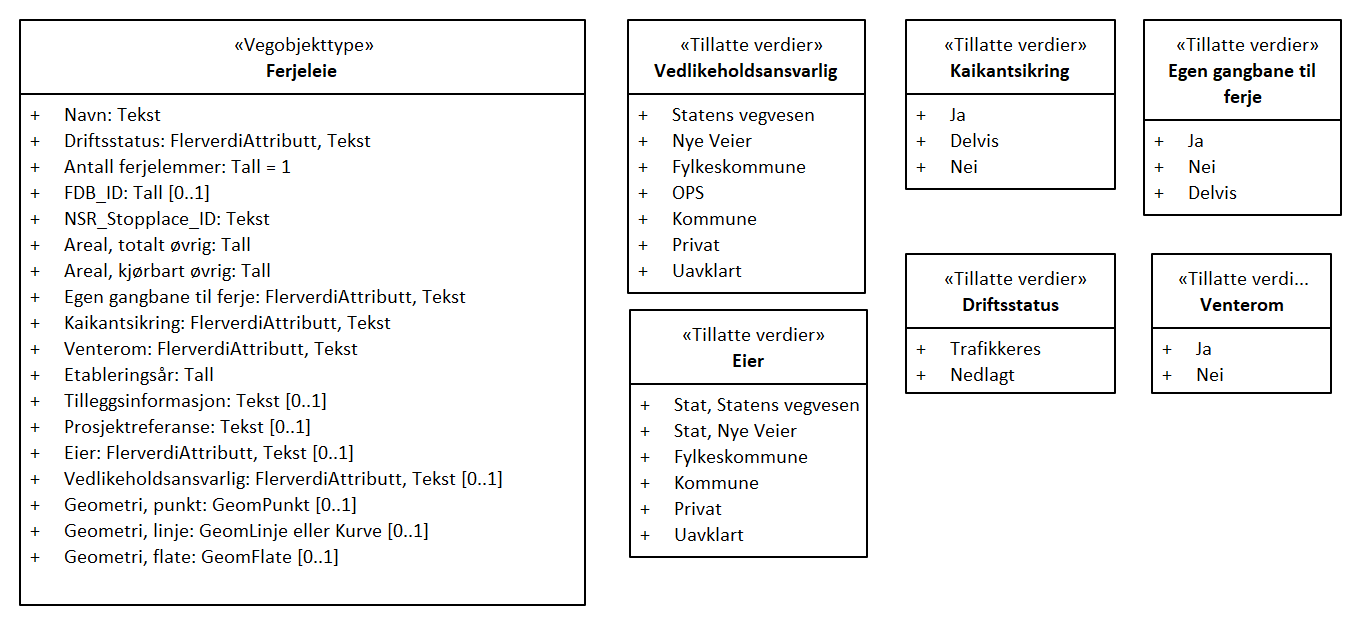 «Vegobjekttype»
Ferjeleie
+ Navn: Tekst
+ Driftsstatus: FlerverdiAttributt, Tekst
+ Antall ferjelemmer: Tall = 1
+ FDB_ID: Tall [0..1]
+ NSR_Stopplace_ID: Tekst
+ Areal, totalt øvrig: Tall
+ Areal, kjørbart øvrig: Tall
+ Egen gangbane til ferje: FlerverdiAttributt, Tekst
+ Kaikantsikring: FlerverdiAttributt, Tekst
+ Venterom: FlerverdiAttributt, Tekst
+ Etableringsår: Tall
+ Tilleggsinformasjon: Tekst [0..1]
+ Prosjektreferanse: Tekst [0..1]
+ Eier: FlerverdiAttributt, Tekst [0..1]
+ Vedlikeholdsansvarlig: FlerverdiAttributt, Tekst [0..1]
+ Geometri, punkt: GeomPunkt [0..1]
+ Geometri, linje: GeomLinje eller Kurve [0..1]
+ Geometri, flate: GeomFlate [0..1]
«Tillatte verdier»
Vedlikeholdsansvarlig
+ Statens vegvesen
+ Nye Veier
+ Fylkeskommune
+ OPS
+ Kommune
+ Privat
+ Uavklart
«Tillatte verdier»
Eier
+ Stat, Statens vegvesen
+ Stat, Nye Veier
+ Fylkeskommune
+ Kommune
+ Privat
+ Uavklart
«Tillatte verdier»
Kaikantsikring
+ Ja
+ Delvis
+ Nei
«Tillatte verdier»
Egen gangbane til
ferje
+ Ja
+ Nei
+ Delvis
«Tillatte verdier»
Driftsstatus
+ Trafikkeres
+ Nedlagt
«Tillatte verdi...
Venterom
+ Ja
+ Nei